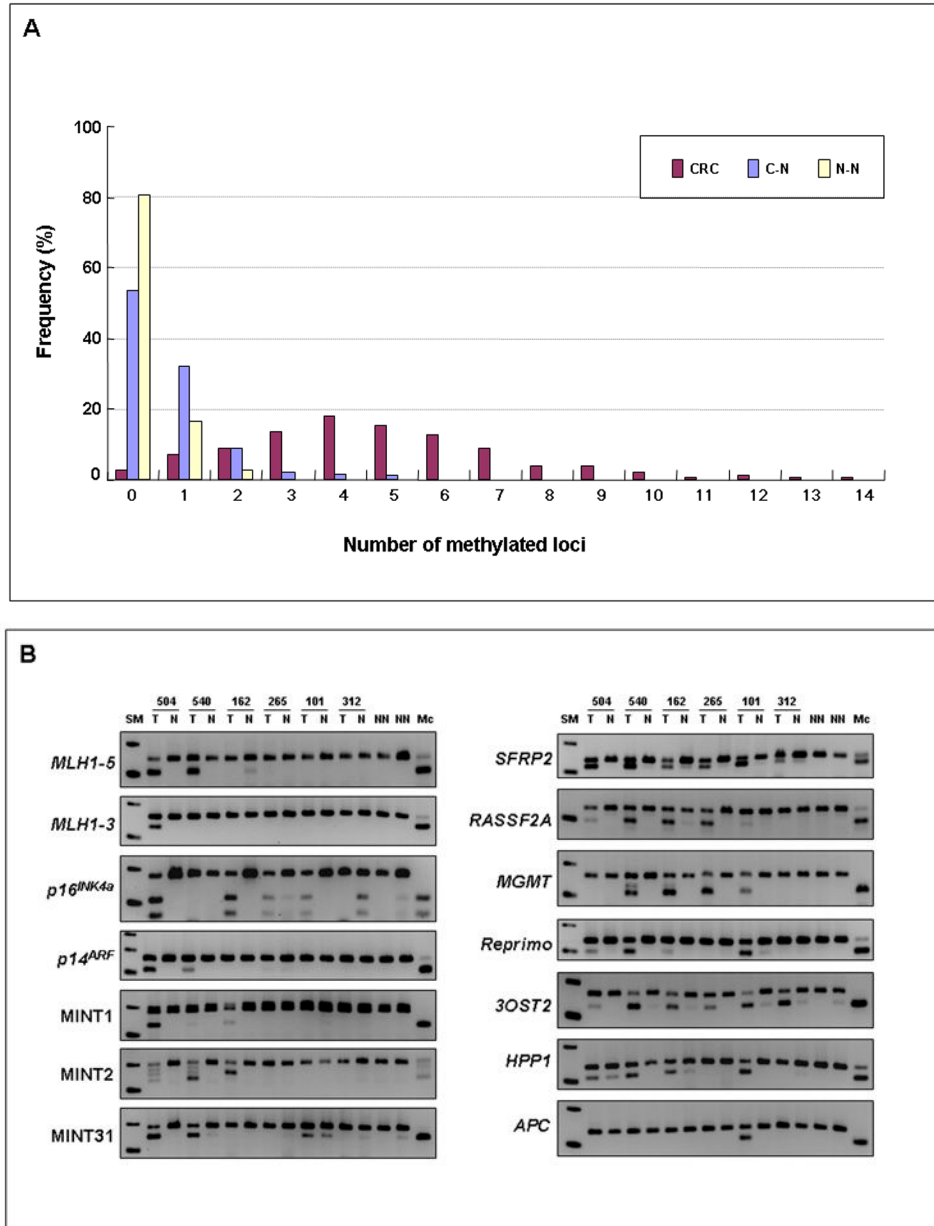 A
Frequency (%)
100
80
60
40
20
0
CRC C-N N-N
0 1 2 3 4 5 6 7 8 9 10 11 12 13 14
Number of methylated loci
B
504 540 162 265 101 312
SM T N T N T N T N T N T N NN NN Mc
MLH1-5
MLH1-3
p16INK4a
p14ARF
MINT1
MINT2
MINT31
504 540 162 265 101 312
SM T N T N T N T N T N T N NN NN Mc
SFRP2
RASSF2A
MGMT
Reprimo
3OST2
HPP1
APC